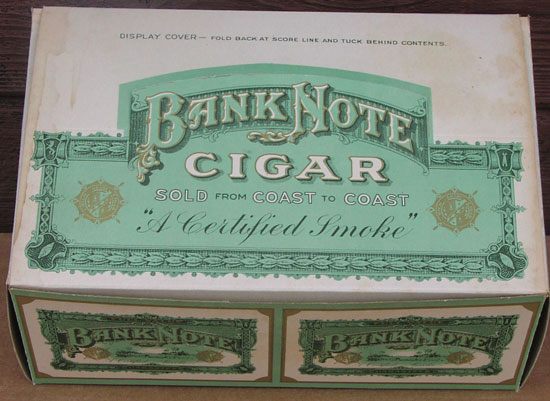 DISPLAY COVER — FOLD BACK AT SCORE LINE AND TUCK BEHIND CONTENTS.
BANK NOTE
CIGAR
SOLD FROM COAST TO COAST
"A Certified Smoke"
BANK NOTE
BANK NOTE